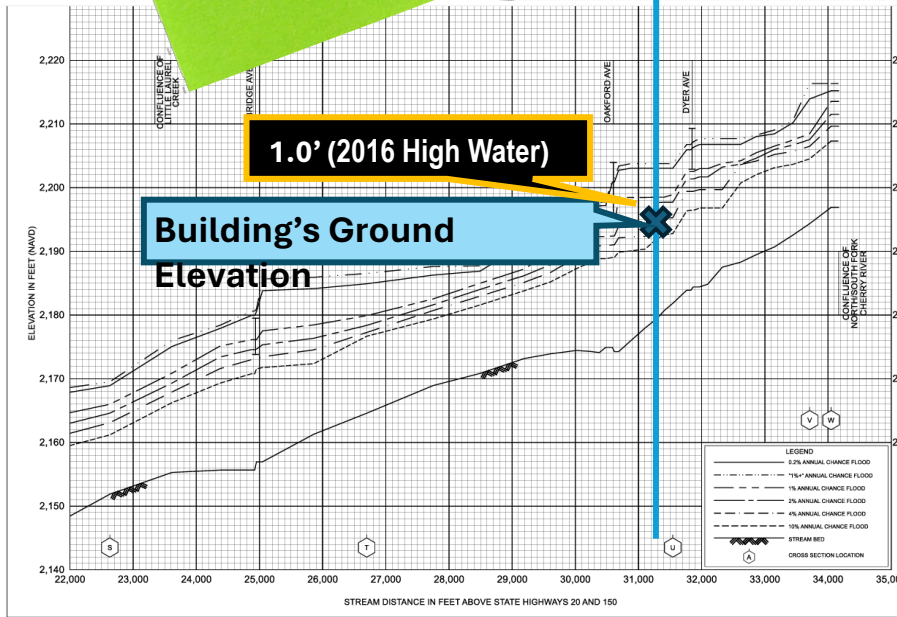 2,220
2,210
2,200
2,190
2,180
2,170
2,160
2,150
2,140
ELEVATION IN FEET (NAVD)
CONFLUENCE OF
LITTLE LAUREL
CREEK
RIDGE AVE
OAKFORD AVE
DYER AVE
1.0’ (2016 High Water)
Building’s Ground
Elevation
CONFLUENCE OF
NORTH/SOUTH FORK
CHERRY RIVER
S
T
U
V
W
LEGEND
0.2% ANNUAL CHANCE FLOOD
"1%+" ANNUAL CHANCE FLOOD
1% ANNUAL CHANCE FLOOD
2% ANNUAL CHANCE FLOOD
4% ANNUAL CHANCE FLOOD
10% ANNUAL CHANCE FLOOD
STREAM BED
A CROSS SECTION LOCATION
22,000 23,000 24,000 25,000 26,000 27,000 28,000 29,000 30,000 31,000 32,000 33,000 34,000 35,0
STREAM DISTANCE IN FEET ABOVE STATE HIGHWAYS 20 AND 150